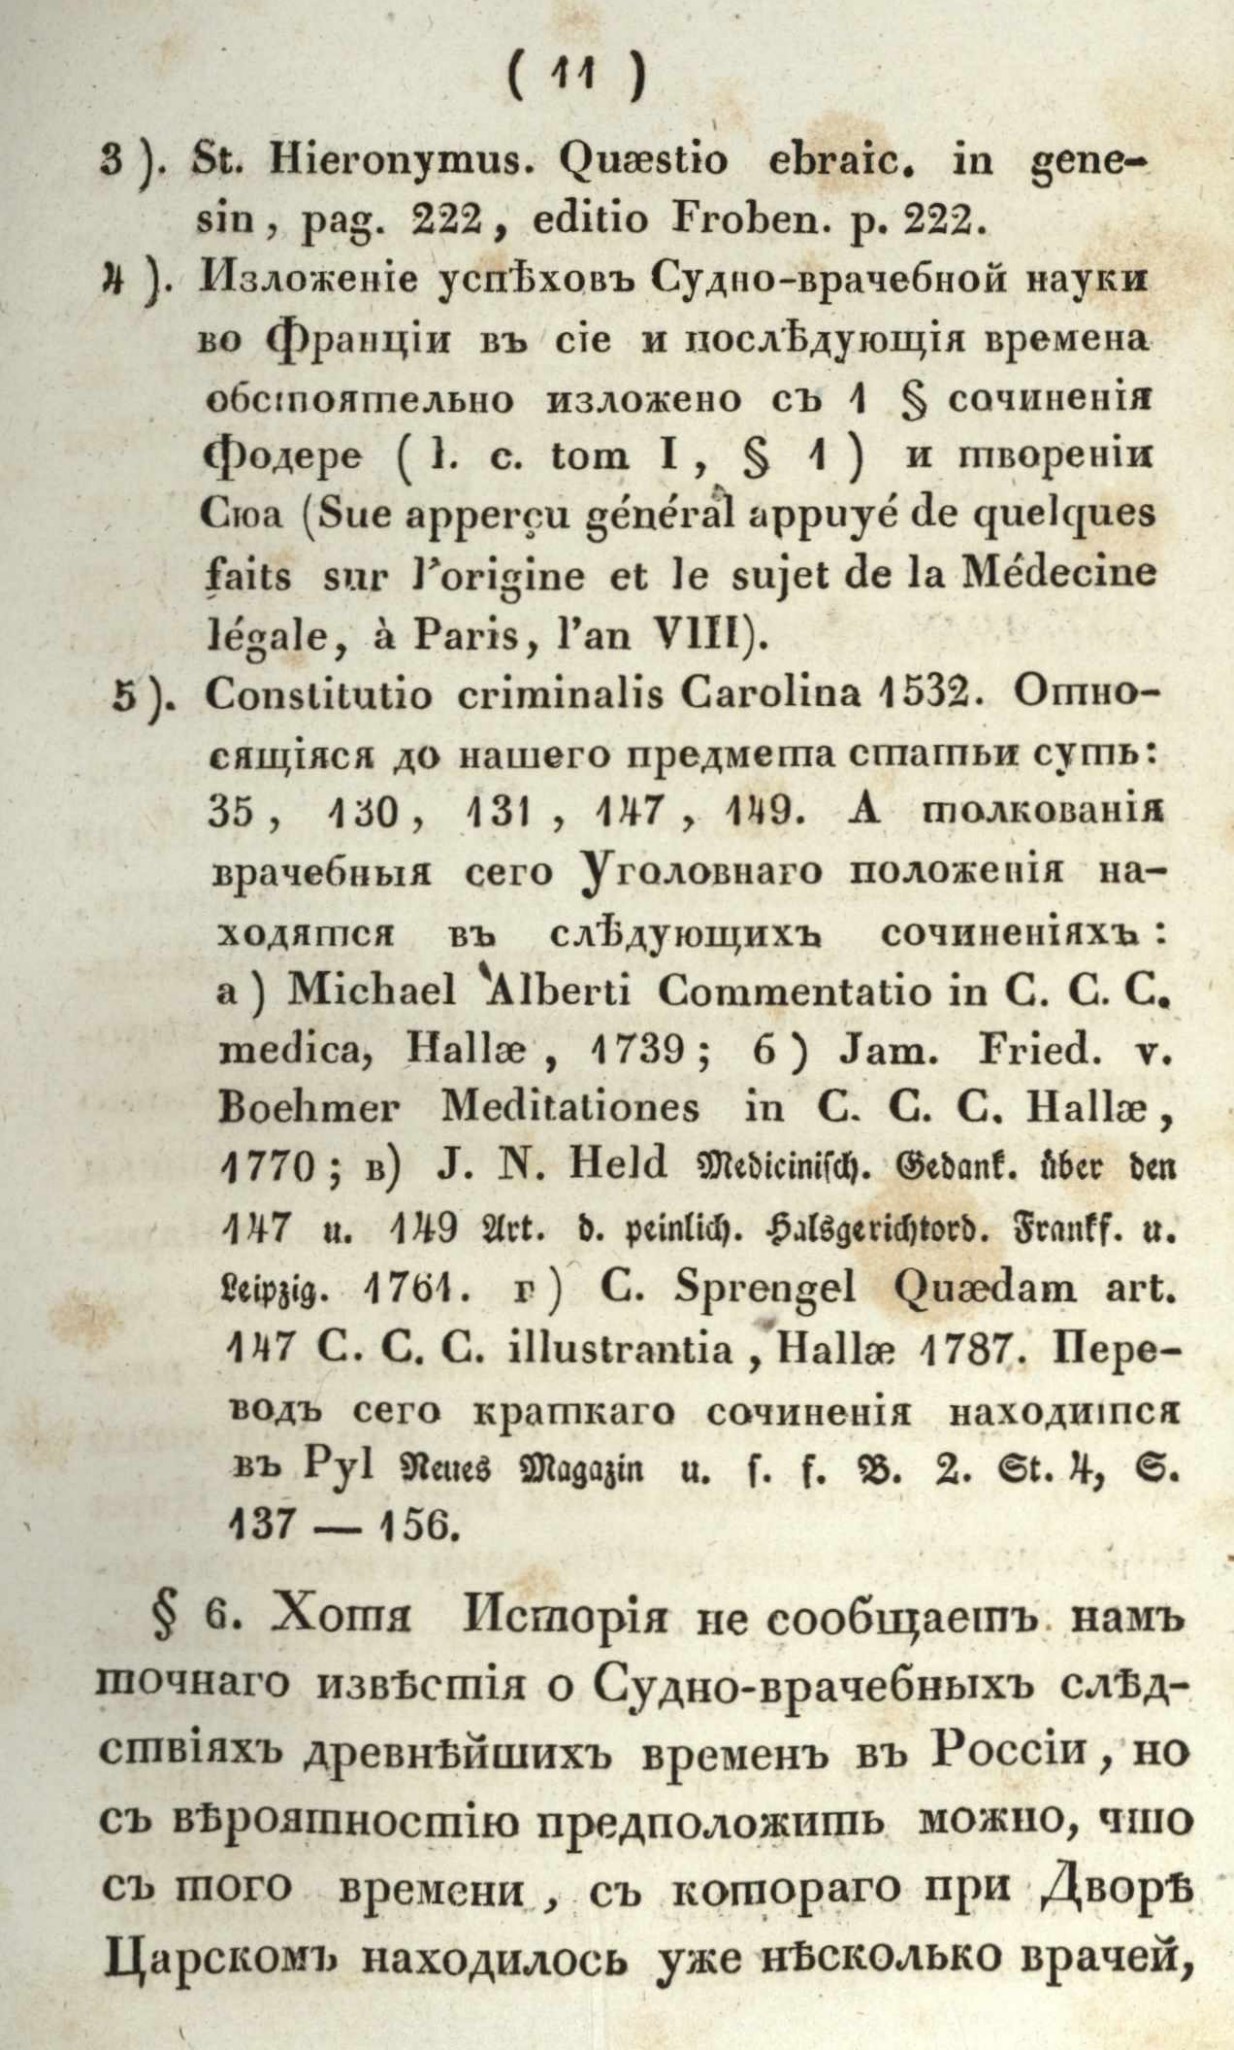 ( 11 )
3 ). St. Hieronymus. Quæstio ebraic. in gene-
sin , pag. 222 , editio Froben. p. 222.
4 ). Изложеніе успѣховъ Судно-врачебной науки
во Франціи въ сіе и послѣдующія времена
обстоятельно изложено съ 1 § сочиненія
Фодере ( l. c. tom I , § 1 ) и твореніи
Сюа (Sue apperçu général appuyé de quelques
faits sur l'origine et le sujet de la Médecine
légale, à Paris, l'an VIII).
5 ). Constitutio criminalis Carolina 1532. Отно-
сящіяся до нашего предмета статьи суть:
35 , 130 , 131 , 147 , 149. А толкованія
врачебныя сего Уголовнаго положенія на-
ходятся въ слѣдующихъ сочиненіяхъ :
а ) Michael Alberti Commentatio in C. C. C.
medica, Hallæ , 1739 ; б ) Jam. Fried. v.
Boehmer Meditationes in C. C. C. Hallæ ,
1770 ; в) J. N. Held Medicinisch. Gedank. über den
147 u. 149 Art. d. peinlich. Halsgerichtord. Frankf. u.
Leipzig. 1761. г ) C. Sprengel Quædam art.
147 C. C. C. illustrantia , Hallæ 1787. Пере-
водъ сего краткаго сочиненія находится
въ Pyl Neues Magazin u. s. f. B. 2. St. 4, S.
137 — 156.
§ 6. Хотя Исторія не сообщаетъ намъ
точнаго извѣстія о Судно-врачебныхъ слѣд-
ствіяхъ древнѣйшихъ временъ въ Россіи , но
съ вѣроятностію предположить можно, что
съ того времени , съ котораго при Дворѣ
Царскомъ находилось уже нѣсколько врачей,